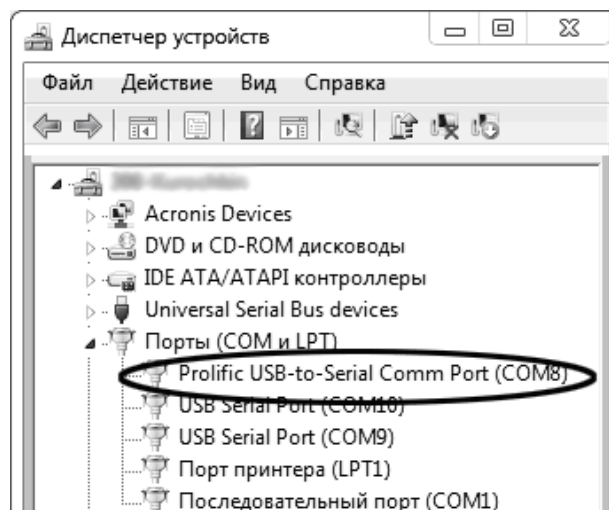 Диспетчер устройств
Файл Действие Вид Справка
Acronis Devices
DVD и CD-ROM дисководы
IDE ATA/ATAPI контроллеры
Universal Serial Bus devices
Порты (COM и LPT)
Prolific USB-to-Serial Comm Port (COM8)
USB Serial Port (COM10)
USB Serial Port (COM9)
Порт принтера (LPT1)
Последовательный порт (COM1)